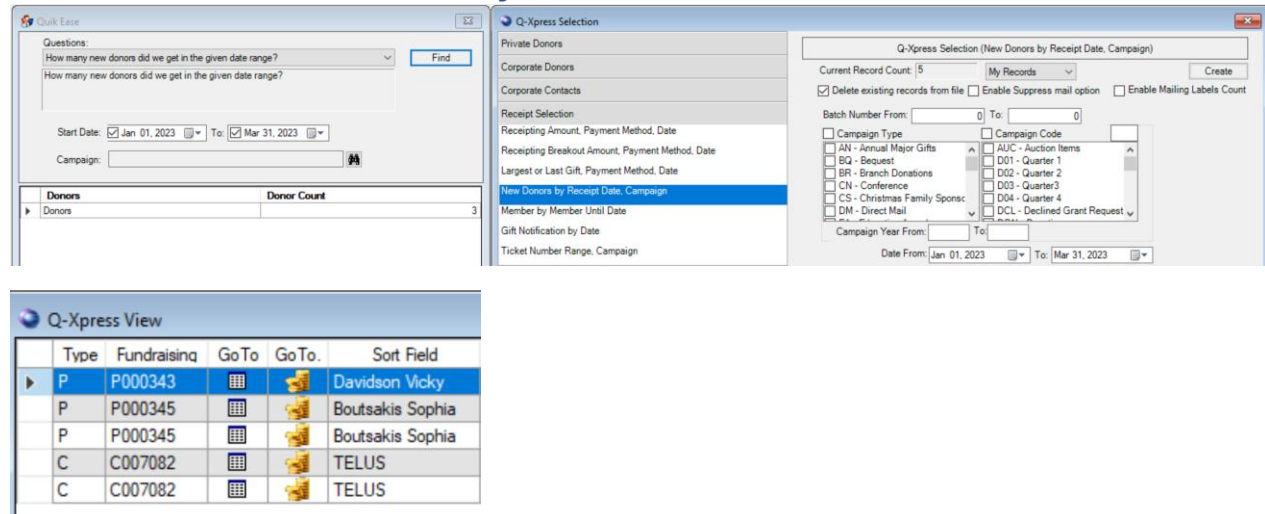 Quik Ease
Questions:
How many new donors did we get in the given date range?
Find
How many new donors did we get in the given date range?
Start Date: Jan 01, 2023 To: Mar 31, 2023
Campaign:
Donors Donor Count
Donors 3
Q-Xpress Selection
Private Donors
Corporate Donors
Corporate Contacts
Receipt Selection
Receipting Amount, Payment Method, Date
Receipting Breakout Amount, Payment Method, Date
Largest or Last Gift, Payment Method, Date
New Donors by Receipt Date, Campaign
Member by Member Until Date
Gift Notification by Date
Ticket Number Range, Campaign
Q-Xpress Selection (New Donors by Receipt Date, Campaign)
Current Record Count: 5 My Records Create
Delete existing records from file Enable Suppress mail option Enable Mailing Labels Count
Batch Number From: 0 To: 0
Campaign Type
AN - Annual Major Gifts
BQ - Bequest
BR - Branch Donations
CN - Conference
CS - Christmas Family Sponsc
DM - Direct Mail
Campaign Code
AUC - Auction Items
D01 - Quarter 1
D02 - Quarter 2
D03 - Quarter3
D04 - Quarter 4
DCL - Declined Grant Request
Campaign Year From: To:
Date From: Jan 01, 2023 To: Mar 31, 2023
Q-Xpress View
Type Fundraising GoTo GoTo. Sort Field
P P000343 Davidson Vicky
P P000345 Boutsakis Sophia
P P000345 Boutsakis Sophia
C C007082 TELUS
C C007082 TELUS